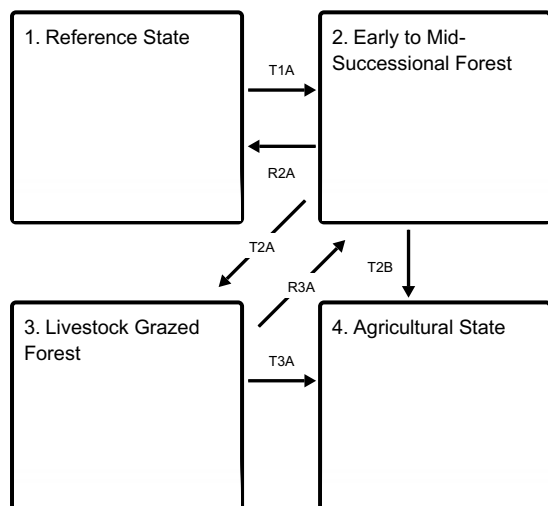 1. Reference State
2. Early to Mid-
Successional Forest
T1A
R2A
T2A
R3A
T2B
3. Livestock Grazed
Forest
4. Agricultural State
T3A